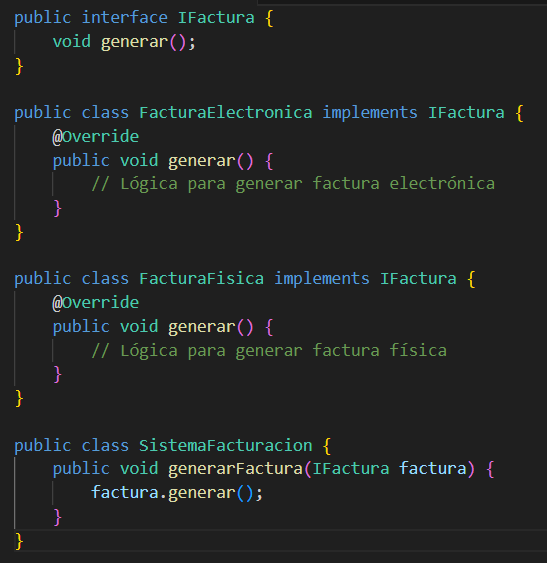 public interface IFactura {
    void generar();
}
public class FacturaElectronica implements IFactura {
    @Override
    public void generar() {
        // Lógica para generar factura electrónica
    }
}
public class FacturaFisica implements IFactura {
    @Override
    public void generar() {
        // Lógica para generar factura física
    }
}
public class SistemaFacturacion {
    public void generarFactura(IFactura factura) {
        factura.generar();
    }
}